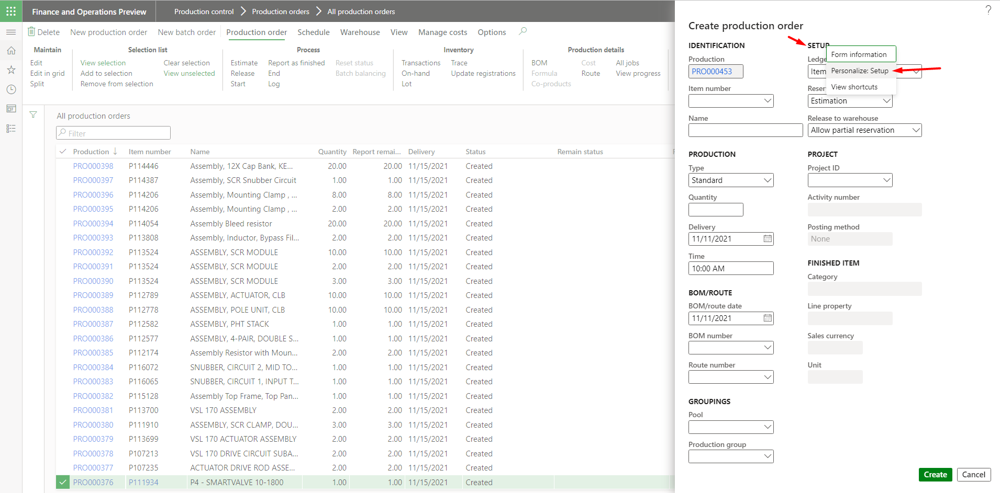 Finance and Operations Preview
Production control
Production orders
All production orders
?
Delete
New production order
New batch order
Production order
Schedule
Warehouse
View
Manage costs
Options
Maintain
Edit
Edit in grid
Split
Selection list
View selection
Add to selection
Remove from selection
Clear selection
View unselected
Process
Estimate
Release
Start
Report as finished
End
Log
Reset status
Batch balancing
Inventory
Transactions
On-hand
Lot
Trace
Update registrations
Production details
BOM
Formula
Co-products
Cost
Route
All jobs
View progress
All production orders
Filter
Production Item number Name Quantity Report remai... Delivery Status Remain status
PRO000398 P114446 Assembly, 12X Cap Bank, KE... 20.00 20.00 11/15/2021 Created
PRO000397 P114387 Assembly, SCR Snubber Circuit 1.00 1.00 11/15/2021 Created
PRO000396 P114206 Assembly, Mounting Clamp , ... 8.00 8.00 11/15/2021 Created
PRO000395 P114206 Assembly, Mounting Clamp , ... 2.00 2.00 11/15/2021 Created
PRO000394 P114054 Assembly Bleed resistor 20.00 20.00 11/15/2021 Created
PRO000393 P113808 Assembly, Inductor, Bypass Fil... 2.00 2.00 11/15/2021 Created
PRO000392 P113524 ASSEMBLY, SCR MODULE 10.00 10.00 11/15/2021 Created
PRO000391 P113524 ASSEMBLY, SCR MODULE 2.00 2.00 11/15/2021 Created
PRO000390 P113524 ASSEMBLY, SCR MODULE 3.00 3.00 11/15/2021 Created
PRO000389 P112789 ASSEMBLY, ACTUATOR, CLB 10.00 10.00 11/15/2021 Created
PRO000388 P112778 ASSEMBLY, POLE UNIT, CLB 10.00 10.00 11/15/2021 Created
PRO000387 P112582 ASSEMBLY, PHT STACK 1.00 1.00 11/15/2021 Created
PRO000386 P112577 ASSEMBLY, 4-PAIR, DOUBLE S... 1.00 1.00 11/15/2021 Created
PRO000385 P112174 Assembly Resistor with Moun... 2.00 2.00 11/15/2021 Created
PRO000384 P116072 SNUBBER, CIRCUIT 2, MID TO... 1.00 1.00 11/15/2021 Created
PRO000383 P116065 SNUBBER, CIRCUIT 1, INPUT T... 1.00 1.00 11/15/2021 Created
PRO000382 P115128 Assembly Top Frame, Top Pan... 1.00 1.00 11/15/2021 Created
PRO000381 P113700 VSL 170 ASSEMBLY 2.00 2.00 11/15/2021 Created
PRO000380 P111910 ASSEMBLY, SCR CLAMP, DOU... 3.00 3.00 11/15/2021 Created
PRO000379 P113699 VSL 170 ACTUATOR ASSEMBLY 2.00 2.00 11/15/2021 Created
PRO000378 P107213 VSL 170 DRIVE CIRCUIT SUBA... 2.00 2.00 11/15/2021 Created
PRO000377 P107235 ACTUATOR DRIVE ROD ASSE... 2.00 2.00 11/15/2021 Created
PRO000376 P111934 P4 - SMARTVALVE 10-1800 1.00 1.00 11/15/2021 Created
Create production order
IDENTIFICATION
Production
PRO000453
Item number
Name
PRODUCTION
Type
Standard
Quantity
Delivery
11/11/2021
Time
10:00 AM
BOM/ROUTE
BOM/route date
11/11/2021
BOM number
Route number
GROUPINGS
Pool
Production group
SETUP
Form information
Personalize: Setup
View shortcuts
Ledge
Item
Reser
Estimation
Release to warehouse
Allow partial reservation
PROJECT
Project ID
Activity number
Posting method
None
FINISHED ITEM
Category
Line property
Sales currency
Unit
Create
Cancel